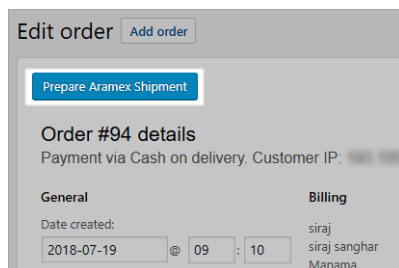 Edit order Add order
Prepare Aramex Shipment
Order #94 details
Payment via Cash on delivery. Customer IP:
General Billing
Date created: siraj
2018-07-19 @ 09 : 10 siraj sanghar
Manama